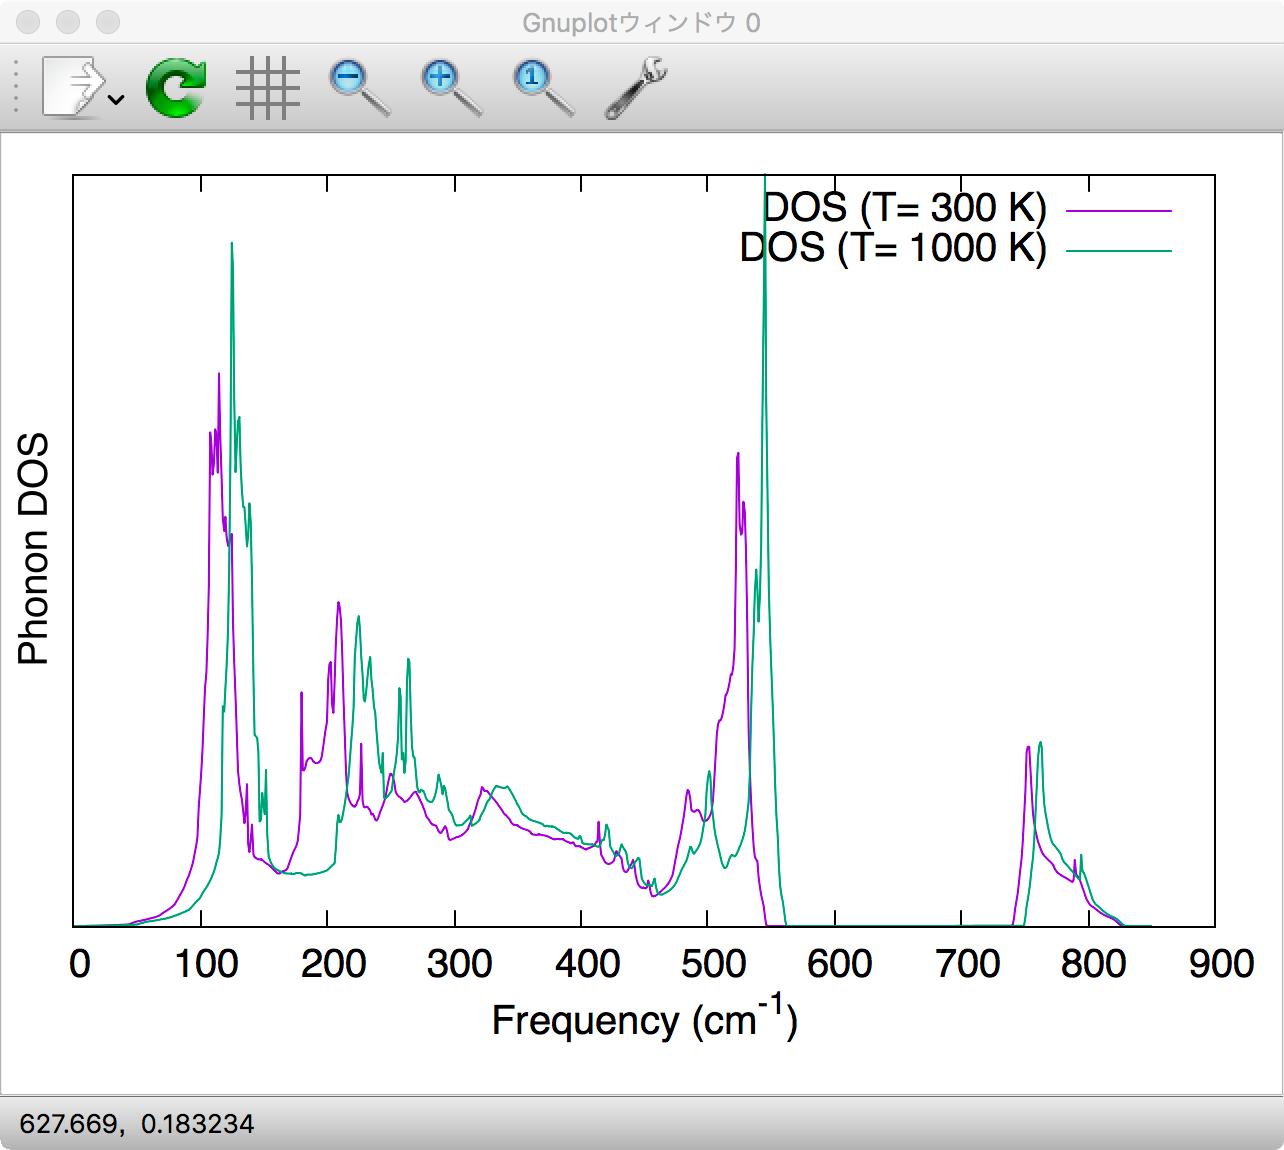 Gnuplotウィンドウ 0
1
DOS (T= 300 K)
DOS (T= 1000 K)
Phonon DOS
0 100 200 300 400 500 600 700 800 900
Frequency (cm-1)
627.669, 0.183234